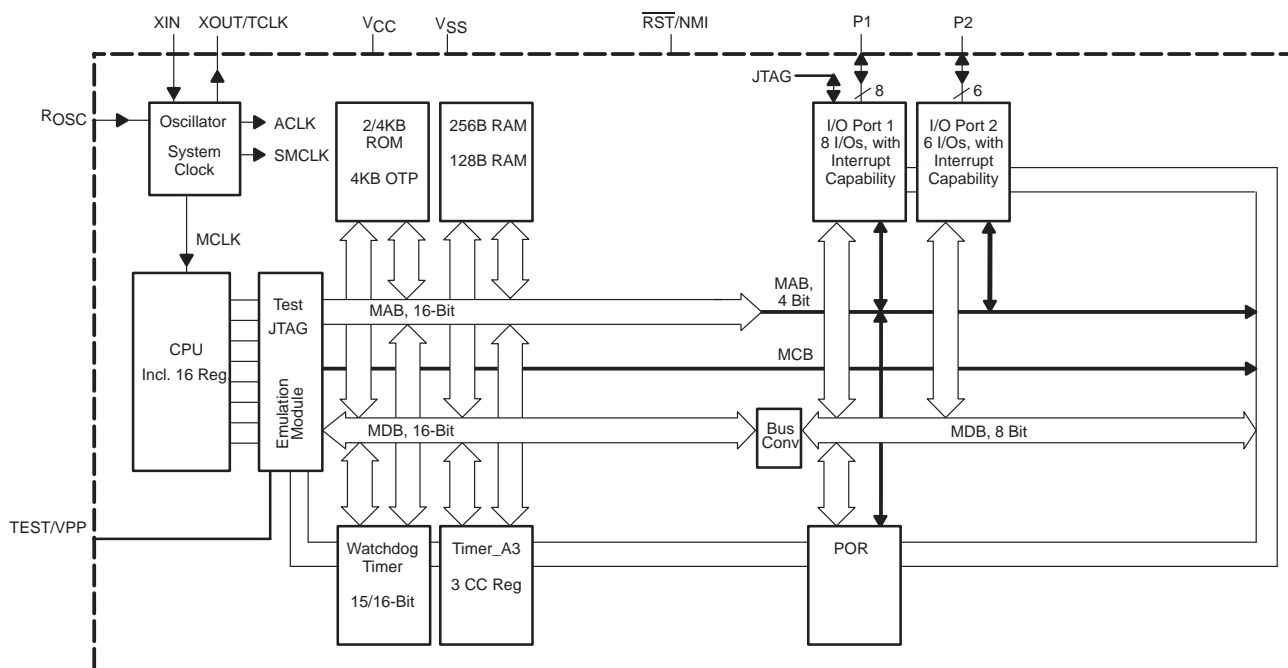 XIN
XOUT/TCLK
VCC
VSS
RST/NMI
P1
P2
JTAG
8
6
ROSC
Oscillator
System
Clock
ACLK
SMCLK
2/4KB
ROM
4KB OTP
256B RAM
128B RAM
I/O Port 1
8 I/Os, with
Interrupt
Capability
I/O Port 2
6 I/Os, with
Interrupt
Capability
MCLK
CPU
Incl. 16 Reg.
Test
JTAG
Emulation
Module
MAB, 16-Bit
MAB,
4 Bit
MCB
MDB, 16-Bit
Bus
Conv
MDB, 8 Bit
TEST/VPP
Watchdog
Timer
15/16-Bit
Timer_A3
3 CC Reg
POR